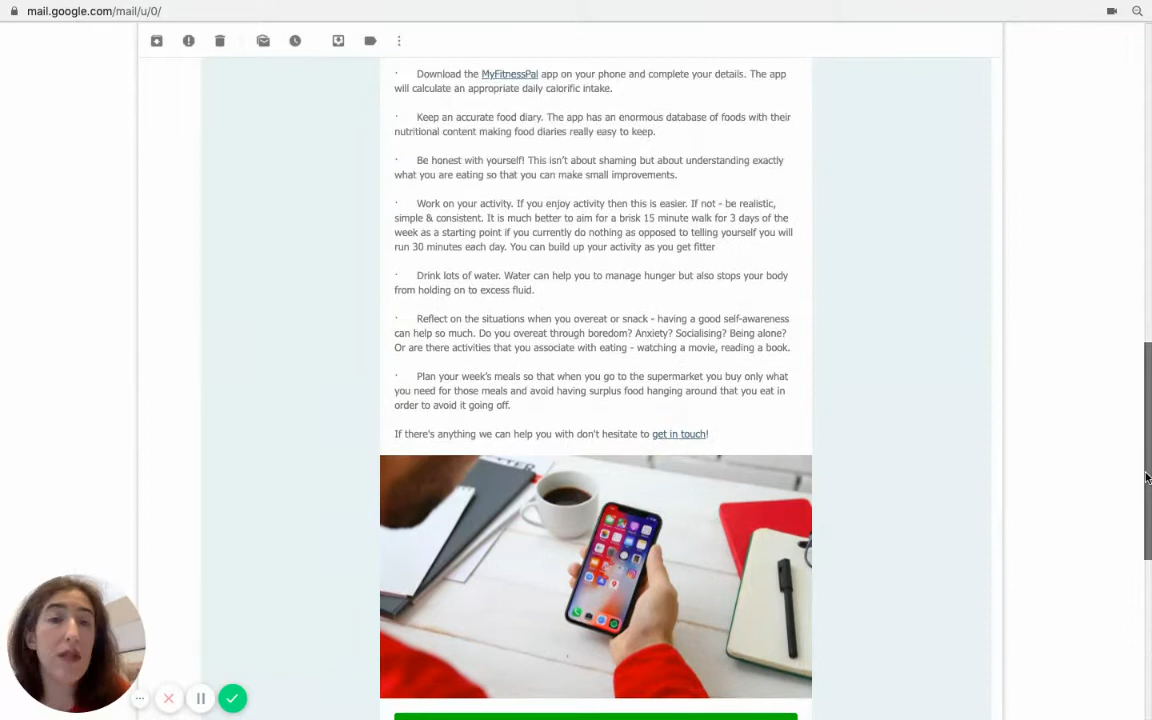 mail.google.com/mail/u/0/
· Download the MyFitnessPal app on your phone and complete your details. The app
will calculate an appropriate daily calorific intake.
· Keep an accurate food diary. The app has an enormous database of foods with their
nutritional content making food diaries really easy to keep.
· Be honest with yourself! This isn’t about shaming but about understanding exactly
what you are eating so that you can make small improvements.
· Work on your activity. If you enjoy activity then this is easier. If not - be realistic,
simple & consistent. It is much better to aim for a brisk 15 minute walk for 3 days of the
week as a starting point if you currently do nothing as opposed to telling yourself you will
run 30 minutes each day. You can build up your activity as you get fitter
· Drink lots of water. Water can help you to manage hunger but also stops your body
from holding on to excess fluid.
· Reflect on the situations when you overeat or snack - having a good self-awareness
can help so much. Do you overeat through boredom? Anxiety? Socialising? Being alone?
Or are there activities that you associate with eating - watching a movie, reading a book.
· Plan your week’s meals so that when you go to the supermarket you buy only what
you need for those meals and avoid having surplus food hanging around that you eat in
order to avoid it going off.
If there's anything we can help you with don't hesitate to get in touch!